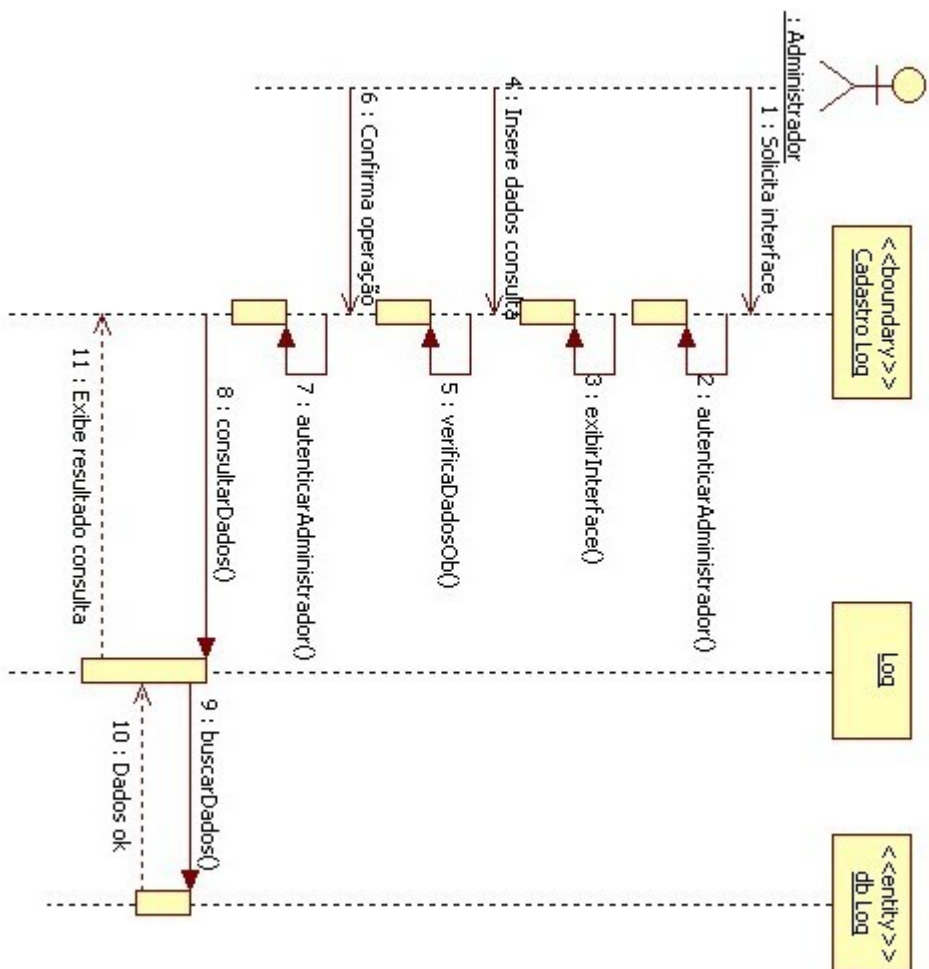 : Administrador
<<boundary>>
Cadastro Log
Log
<<entity>>
db Log
1 : Solicita interface
2 : autenticarAdministrador()
3 : exibirInterface()
4 : Insere dados consulta
5 : verificaDadosOb()
6 : Confirma operação
7 : autenticarAdministrador()
8 : consultarDados()
9 : buscarDados()
10 : Dados ok
11 : Exibe resultado consulta